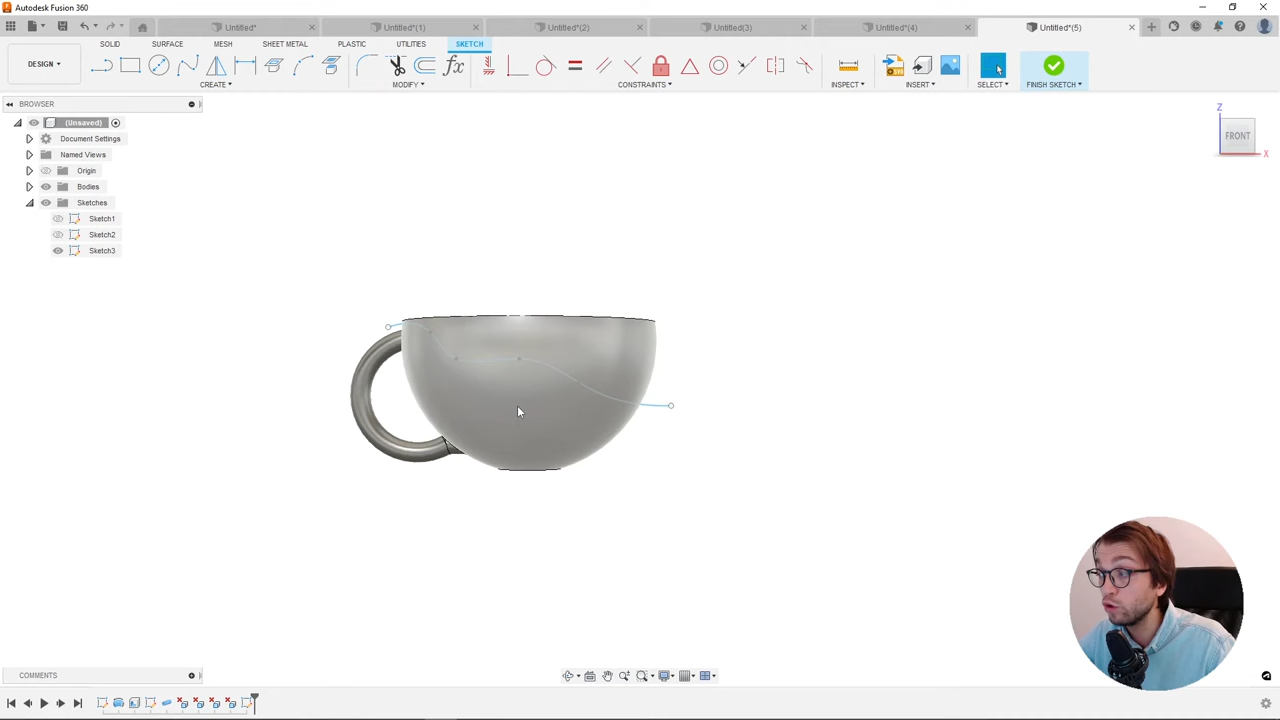 Autodesk Fusion 360
Untitled*
Untitled*(1)
Untitled*(2)
Untitled(3)
Untitled*(4)
Untitled*(5)
SOLID
SURFACE
MESH
SHEET METAL
PLASTIC
UTILITIES
SKETCH
DESIGN
CREATE
MODIFY
CONSTRAINTS
INSPECT
INSERT
SELECT
FINISH SKETCH
BROWSER
(Unsaved)
Document Settings
Named Views
Origin
Bodies
Sketches
Sketch1
Sketch2
Sketch3
Z
FRONT
X
COMMENTS